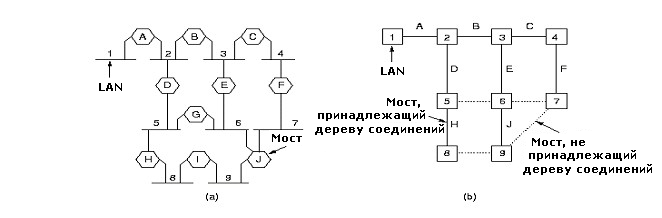 A B C
1 2 3 4
LAN
D E F
G
5 6 7
Мост
H I J
8 9
(a)
A B C
1 2 3 4
LAN
D E F
Мост,
принадлежащий
дереву соединений
5 6 7
H J
Мост, не
принадлежащий
дереву соединений
8 9
(b)